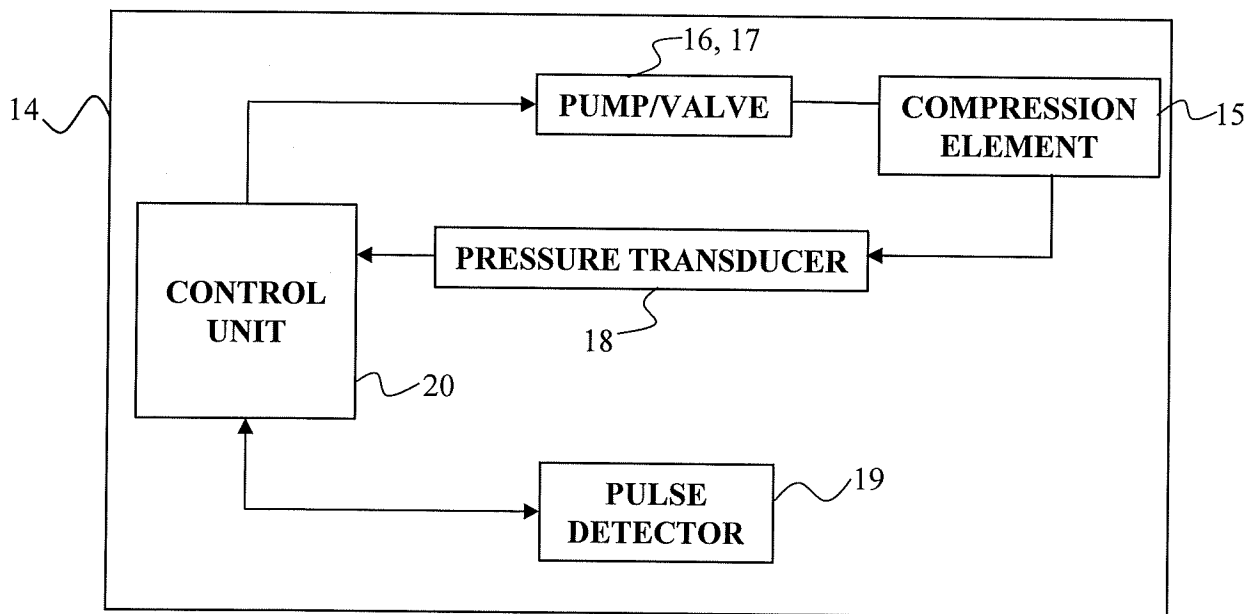 16, 17
14
PUMP/VALVE
COMPRESSION
ELEMENT
15
PRESSURE TRANSDUCER
18
CONTROL
UNIT
20
PULSE
DETECTOR
19